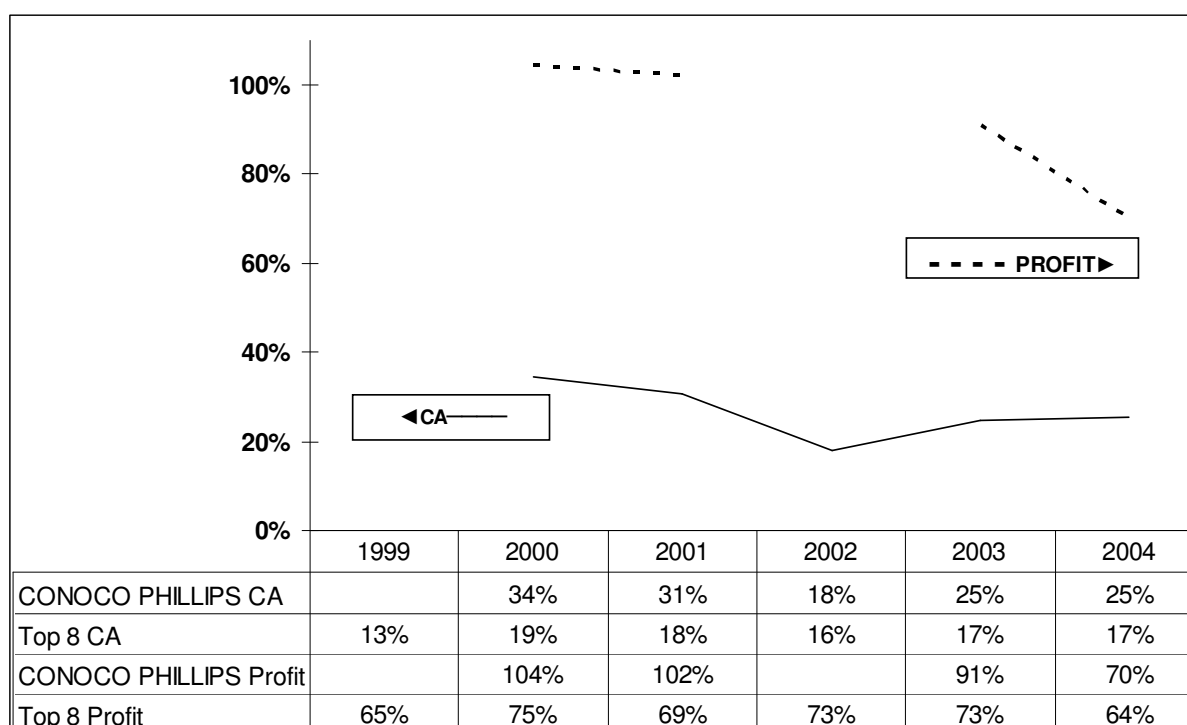 100%
80%
60%
- - - - PROFIT►
40%
◄CA———
20%
0%
1999 2000 2001 2002 2003 2004
CONOCO PHILLIPS CA 34% 31% 18% 25% 25%
Top 8 CA 13% 19% 18% 16% 17% 17%
CONOCO PHILLIPS Profit 104% 102% 91% 70%
Top 8 Profit 65% 75% 69% 73% 73% 64%